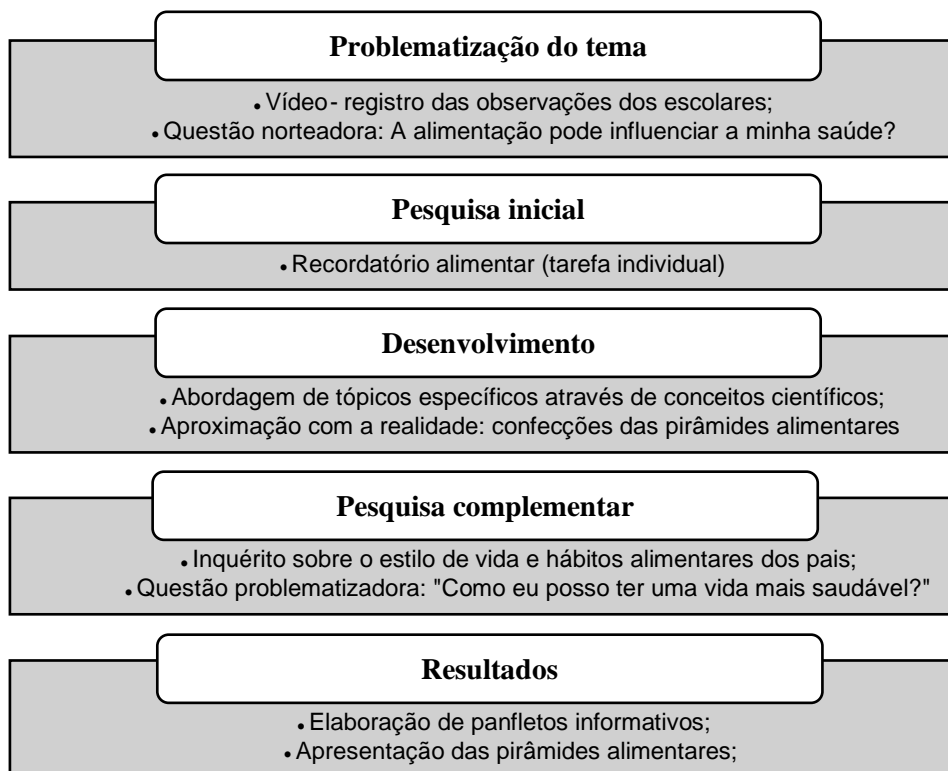 Problematização do tema
• Vídeo - registro das observações dos escolares;
• Questão norteadora: A alimentação pode influenciar a minha saúde?
Pesquisa inicial
• Recordatório alimentar (tarefa individual)
Desenvolvimento
• Abordagem de tópicos específicos através de conceitos científicos;
• Aproximação com a realidade: confecções das pirâmides alimentares
Pesquisa complementar
• Inquérito sobre o estilo de vida e hábitos alimentares dos pais;
• Questão problematizadora: "Como eu posso ter uma vida mais saudável?"
Resultados
• Elaboração de panfletos informativos;
• Apresentação das pirâmides alimentares;